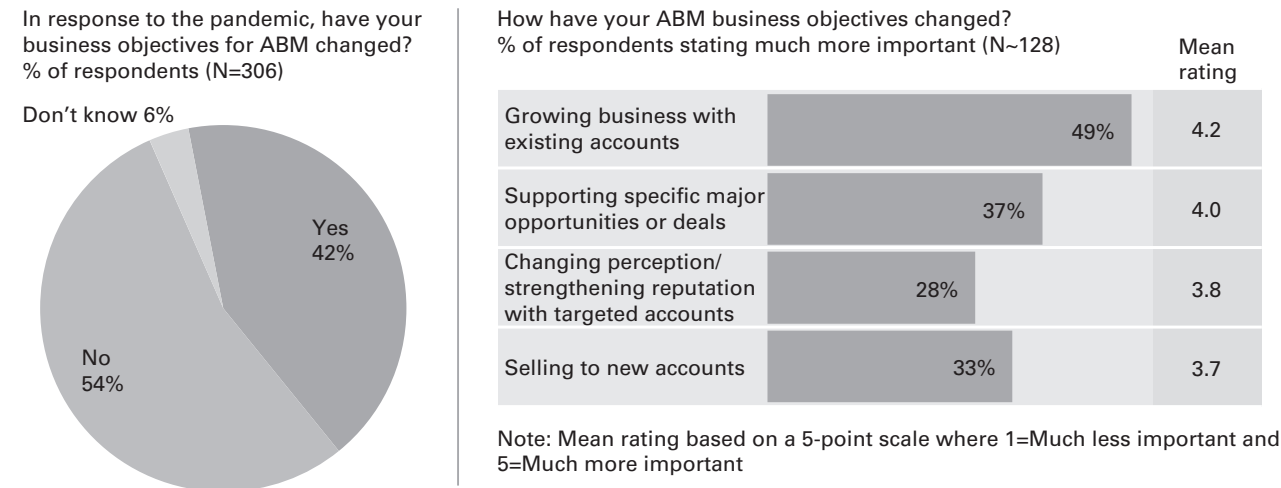 In response to the pandemic, have your
business objectives for ABM changed?
% of respondents (N=306)
Don't know 6%
Yes
42%
No
54%
How have your ABM business objectives changed?
% of respondents stating much more important (N~128)
Mean
rating
Growing business with
existing accounts
49%
4.2
Supporting specific major
opportunities or deals
37%
4.0
Changing perception/
strengthening reputation
with targeted accounts
28%
3.8
Selling to new accounts
33%
3.7
Note: Mean rating based on a 5-point scale where 1=Much less important and
5=Much more important